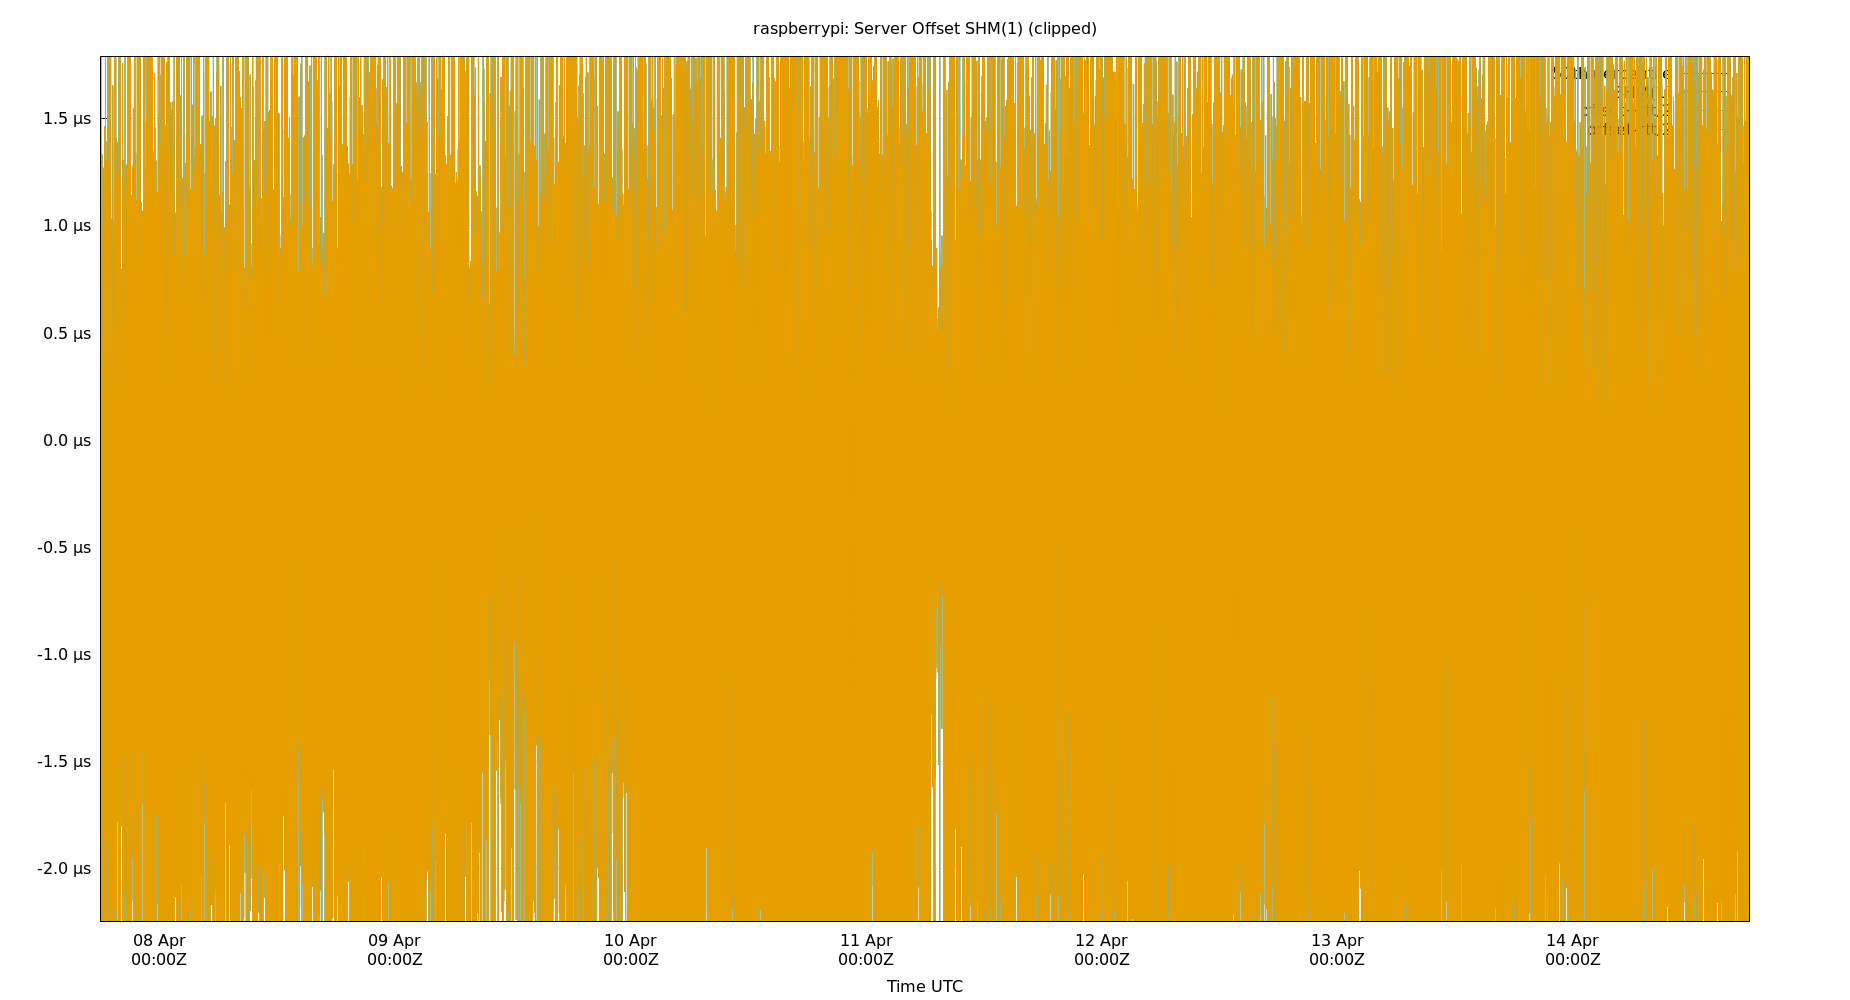 raspberrypi: Server Offset SHM(1) (clipped)
1.5 µs
1.0 µs
0.5 µs
0.0 µs
-0.5 µs
-1.0 µs
-1.5 µs
-2.0 µs
08 Apr 09 Apr 10 Apr 11 Apr 12 Apr 13 Apr 14 Apr
00:00Z 00:00Z 00:00Z 00:00Z 00:00Z 00:00Z 00:00Z
Time UTC